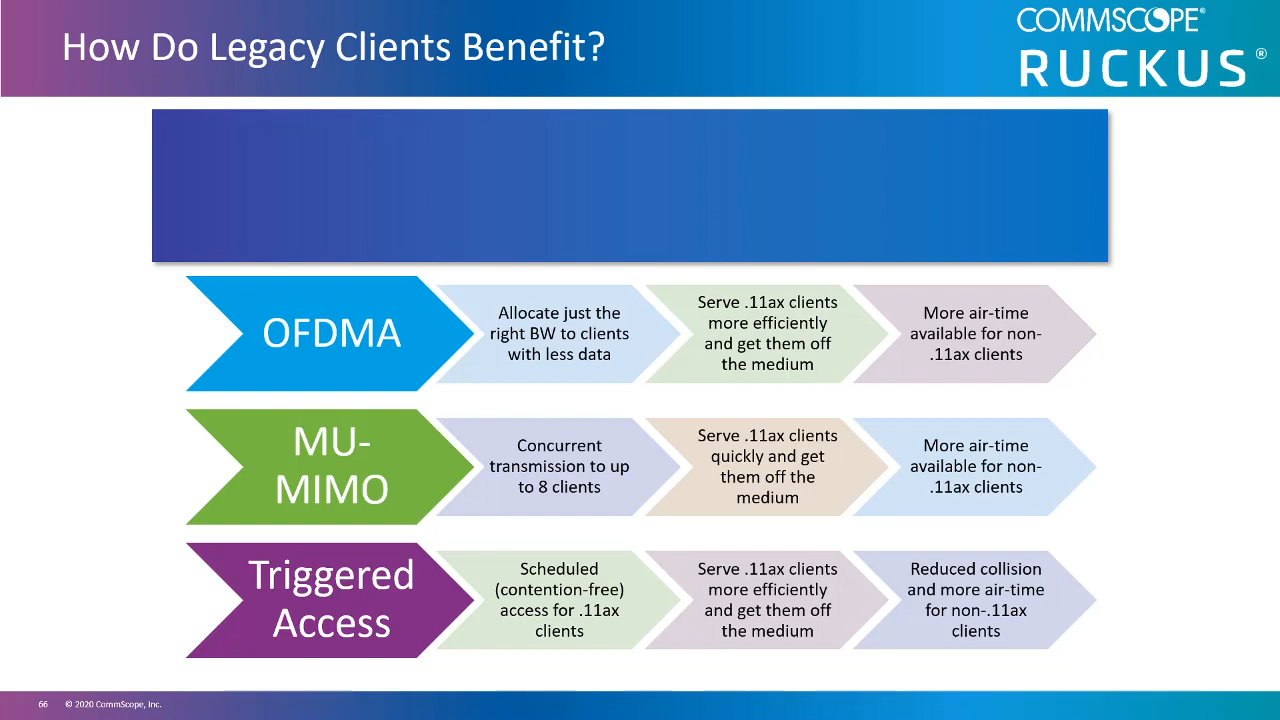 How Do Legacy Clients Benefit?
COMMSCOPE®
RUCKUS®
OFDMA
Allocate just the
right BW to clients
with less data
Serve .11ax clients
more efficiently
and get them off
the medium
More air-time
available for non-
.11ax clients
MU-
MIMO
Concurrent
transmission to up
to 8 clients
Serve .11ax clients
quickly and get
them off the
medium
More air-time
available for non-
.11ax clients
Triggered
Access
Scheduled
(contention-free)
access for .11ax
clients
Serve .11ax clients
more efficiently
and get them off
the medium
Reduced collision
and more air-time
for non-.11ax
clients
66 © 2020 CommScope, Inc.